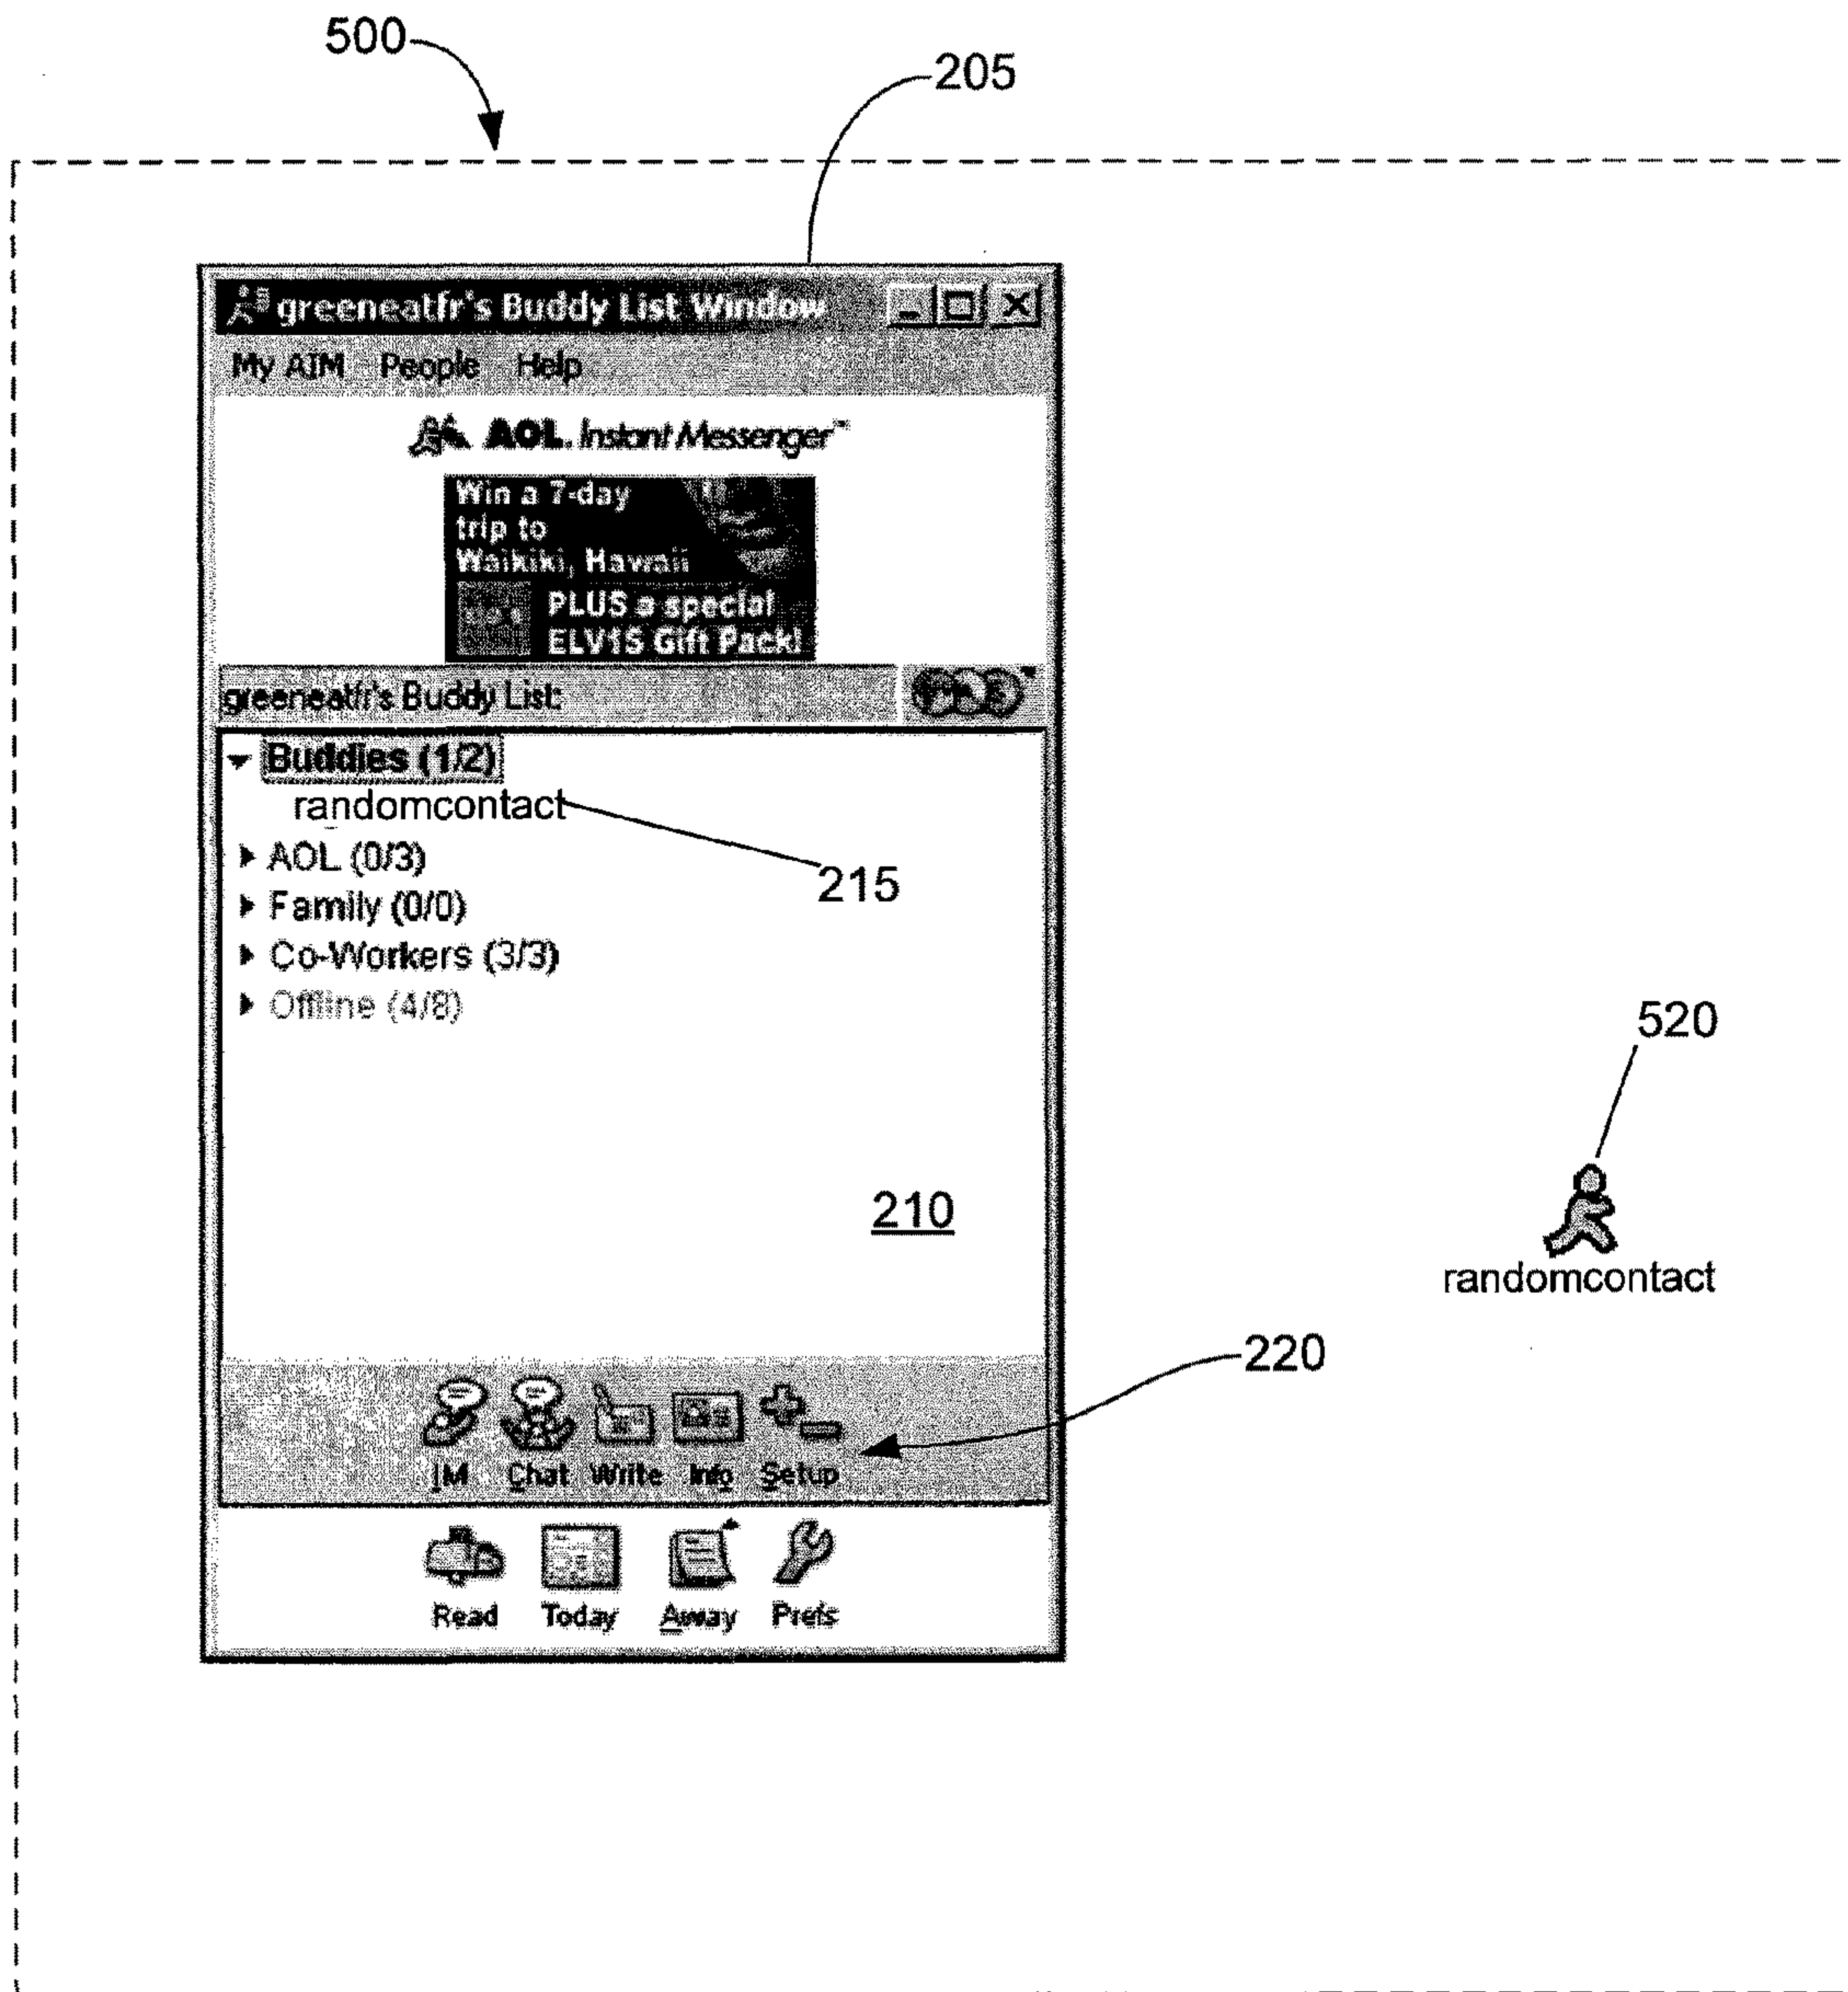 500
205
greeneatfr's Buddy List Window
My AIM People Help
AOL. Instant Messenger™
Win a 7-day
trip to
Waikiki, Hawaii
PLUS a special
ELVIS Gift Pack!
greeneatfr's Buddy List:
Buddies (1/2)
randomcontact
AOL (0/3)
215
Family (0/0)
Co-Workers (3/3)
Offline (4/8)
520
210
randomcontact
220
IM Chat Write Info Setup
Read Today Away Prefs